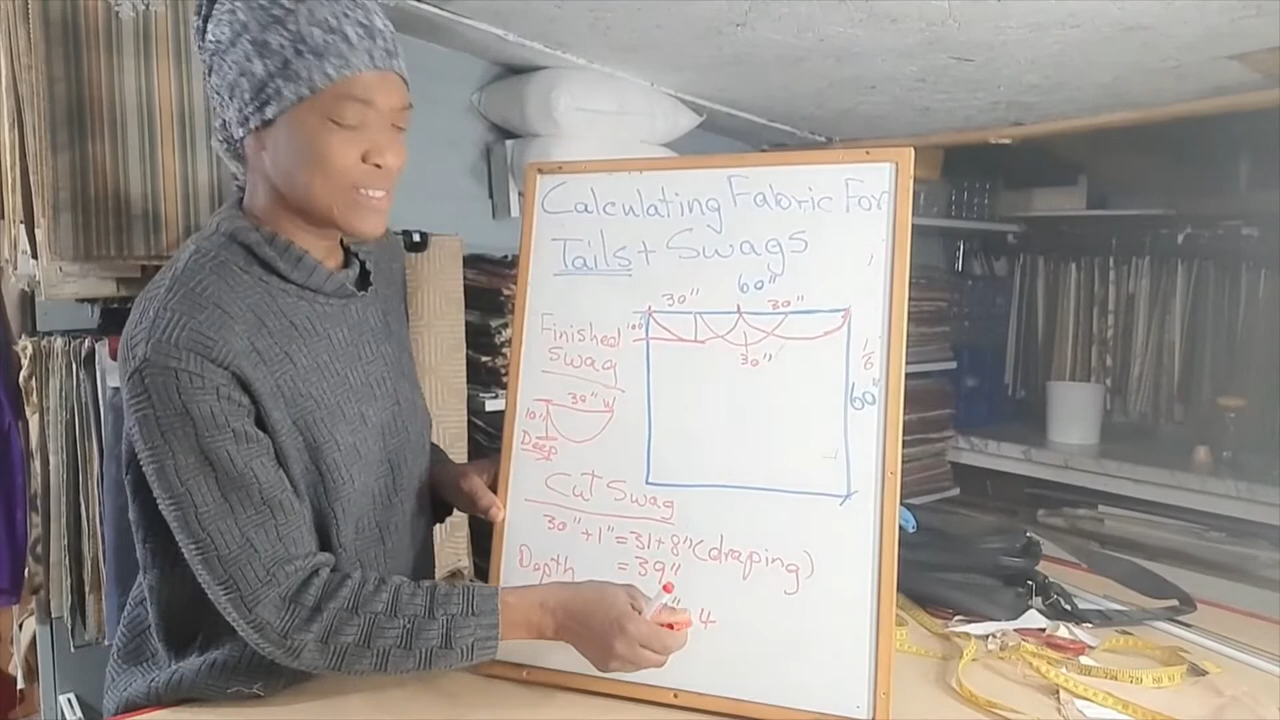 Calculating Fabric For
Tails + Swags
60"
30" 30"
30"
Finished
Swag
30" W
10"
Deep
1/6
60"
Cut Swag
30" + 1" = 31 + 8" (draping)
= 39"
Depth
4